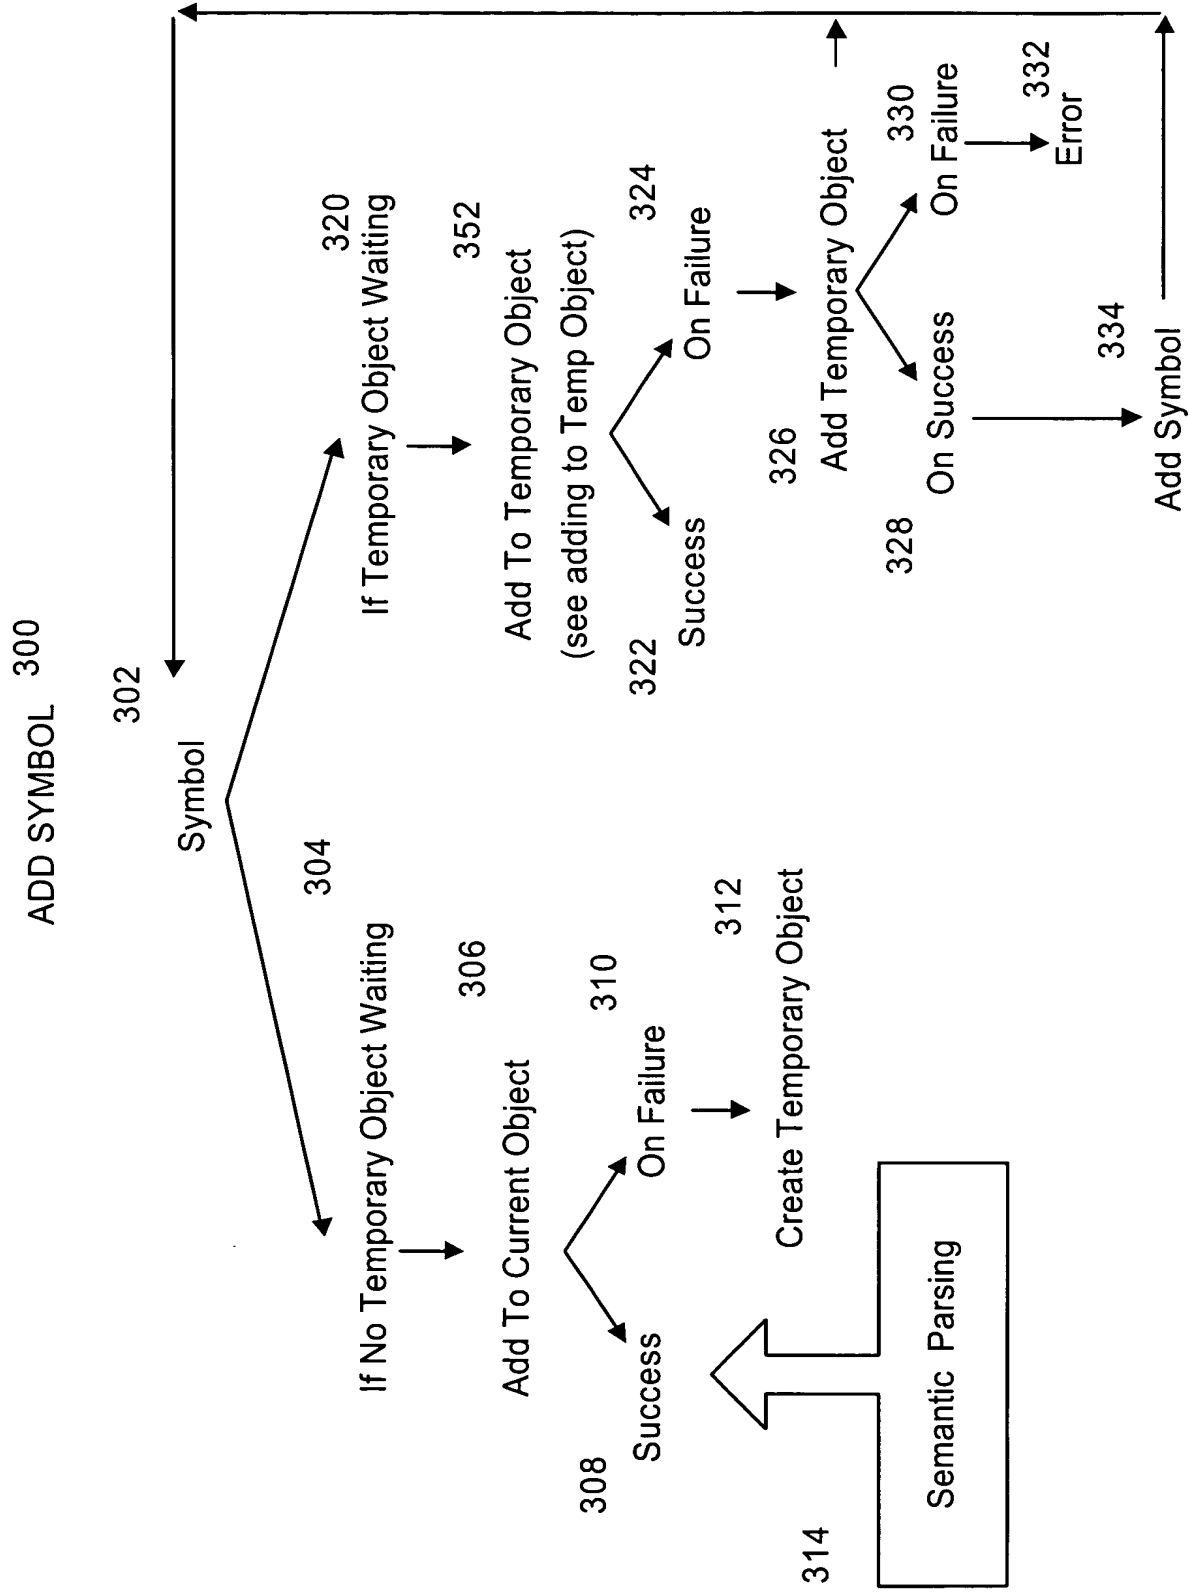 ADD SYMBOL 300
302
Symbol
304
If No Temporary Object Waiting
306
Add To Current Object
308
Success
310
On Failure
312
Create Temporary Object
314
Semantic Parsing
320
If Temporary Object Waiting
352
Add To Temporary Object
(see adding to Temp Object)
322
Success
324
On Failure
326
Add Temporary Object
328
On Success
330
On Failure
332
Error
334
Add Symbol